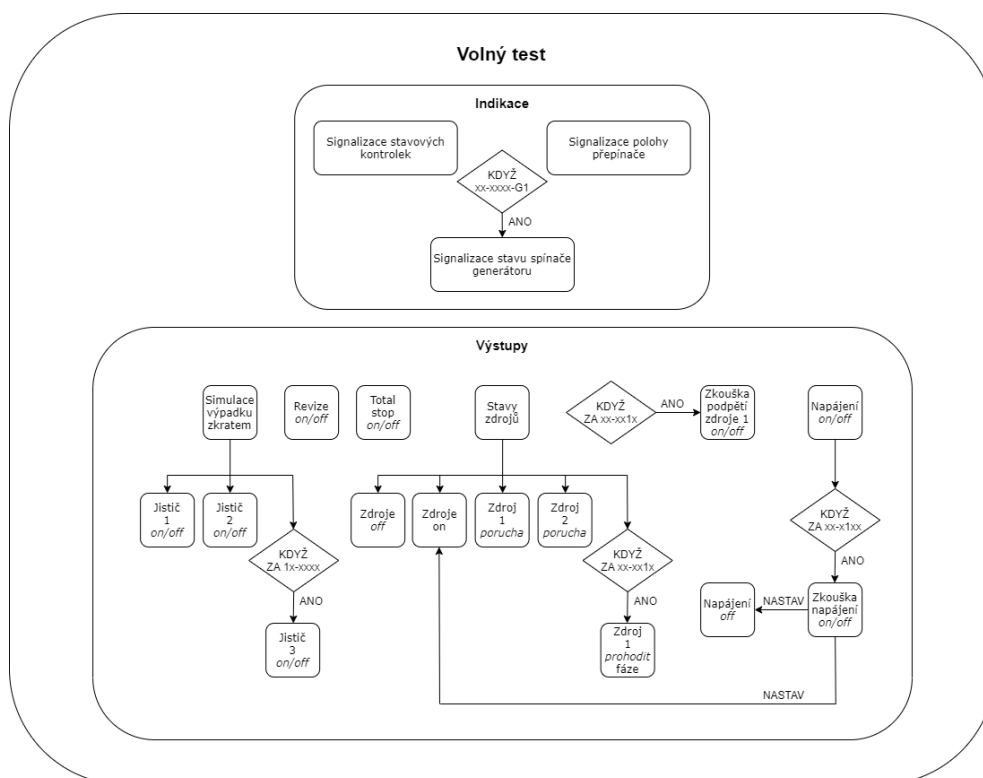 Volný test
Indikace
Signalizace stavových
kontrolek
Signalizace polohy
přepínače
KDYŽ
xx-xxxx-G1
ANO
Signalizace stavu spínače
generátoru
Výstupy
Simulace
výpadku
zkratem
Revize
on/off
Total
stop
on/off
Stavy
zdrojů
KDYŽ
ZA xx-xx1x
ANO
Zkouška
podpětí
zdroje 1
on/off
Napájení
on/off
Jistič
1
on/off
Jistič
2
on/off
KDYŽ
ZA 1x-xxxx
ANO
Jistič
3
on/off
Zdroje
off
Zdroje
on
Zdroj
1
porucha
Zdroj
2
porucha
KDYŽ
ZA xx-xx1x
ANO
Zdroj
1
prohodit
fáze
KDYŽ
ZA xx-x1xx
ANO
Napájení
off
NASTAV
Zkouška
napájení
on/off
NASTAV